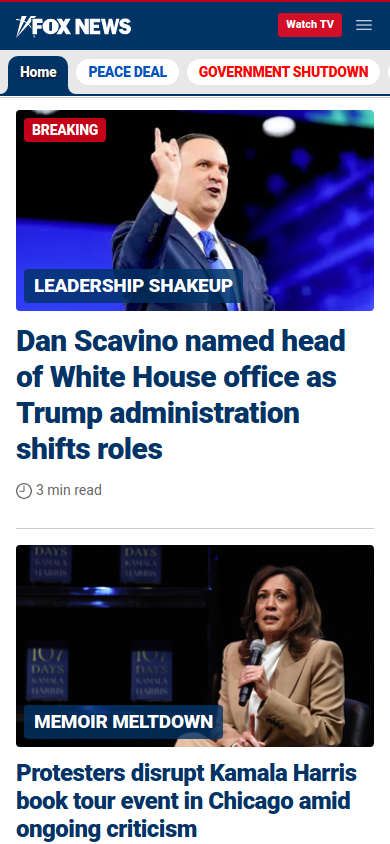 FOX NEWS
Watch TV
Home
PEACE DEAL
GOVERNMENT SHUTDOWN
BREAKING
LEADERSHIP SHAKEUP
Dan Scavino named head
of White House office as
Trump administration
shifts roles
3 min read
DAYS
KAMALA
HARRIS
DAYS
KAMALA
HARRIS
107
DAYS
KAMALA
HARRIS
107
DAYS
KAMALA
HARRIS
MEMOIR MELTDOWN
Protesters disrupt Kamala Harris
book tour event in Chicago amid
ongoing criticism